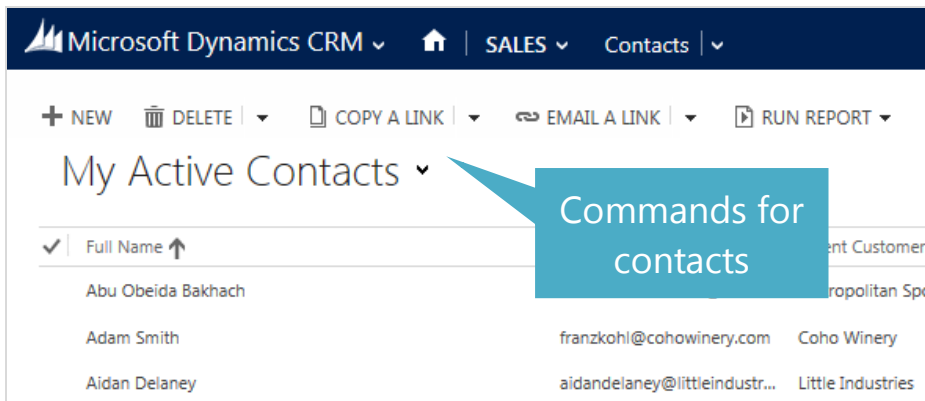 Microsoft Dynamics CRM SALES Contacts
NEW DELETE COPY A LINK EMAIL A LINK RUN REPORT
My Active Contacts
Commands for
contacts
Full Name ent Customer
Abu Obeida Bakhach ropolitan Spo
Adam Smith franzkohl@cohowinery.com Coho Winery
Aidan Delaney aidandelaney@littleindustr... Little Industries